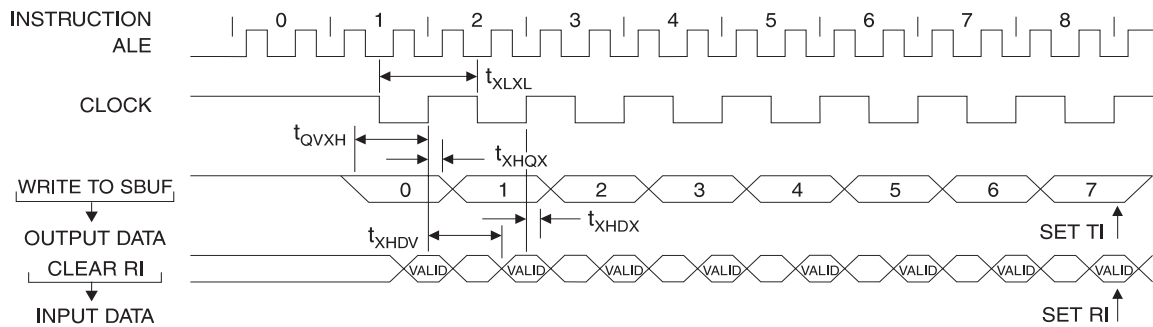 INSTRUCTION 0 1 2 3 4 5 6 7 8
ALE
tXLXL
CLOCK
tQVXH
tXHQX
WRITE TO SBUF 0 1 2 3 4 5 6 7
tXHDX
OUTPUT DATA tXHDV SET TI
CLEAR RI VALID VALID VALID VALID VALID VALID VALID VALID
INPUT DATA SET RI